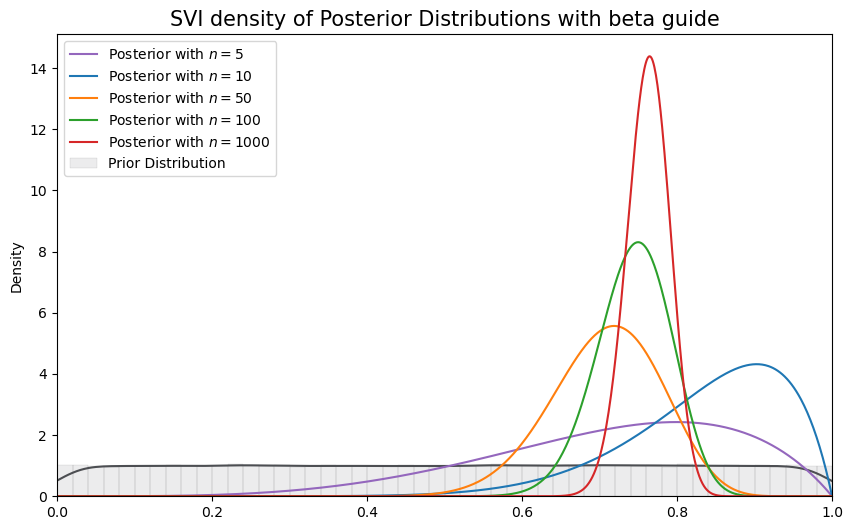 SVI density of Posterior Distributions with beta guide
Posterior with n = 5
Posterior with n = 10
Posterior with n = 50
Posterior with n = 100
Posterior with n = 1000
Prior Distribution
Density
14
12
10
8
6
4
2
0
0.0 0.2 0.4 0.6 0.8 1.0